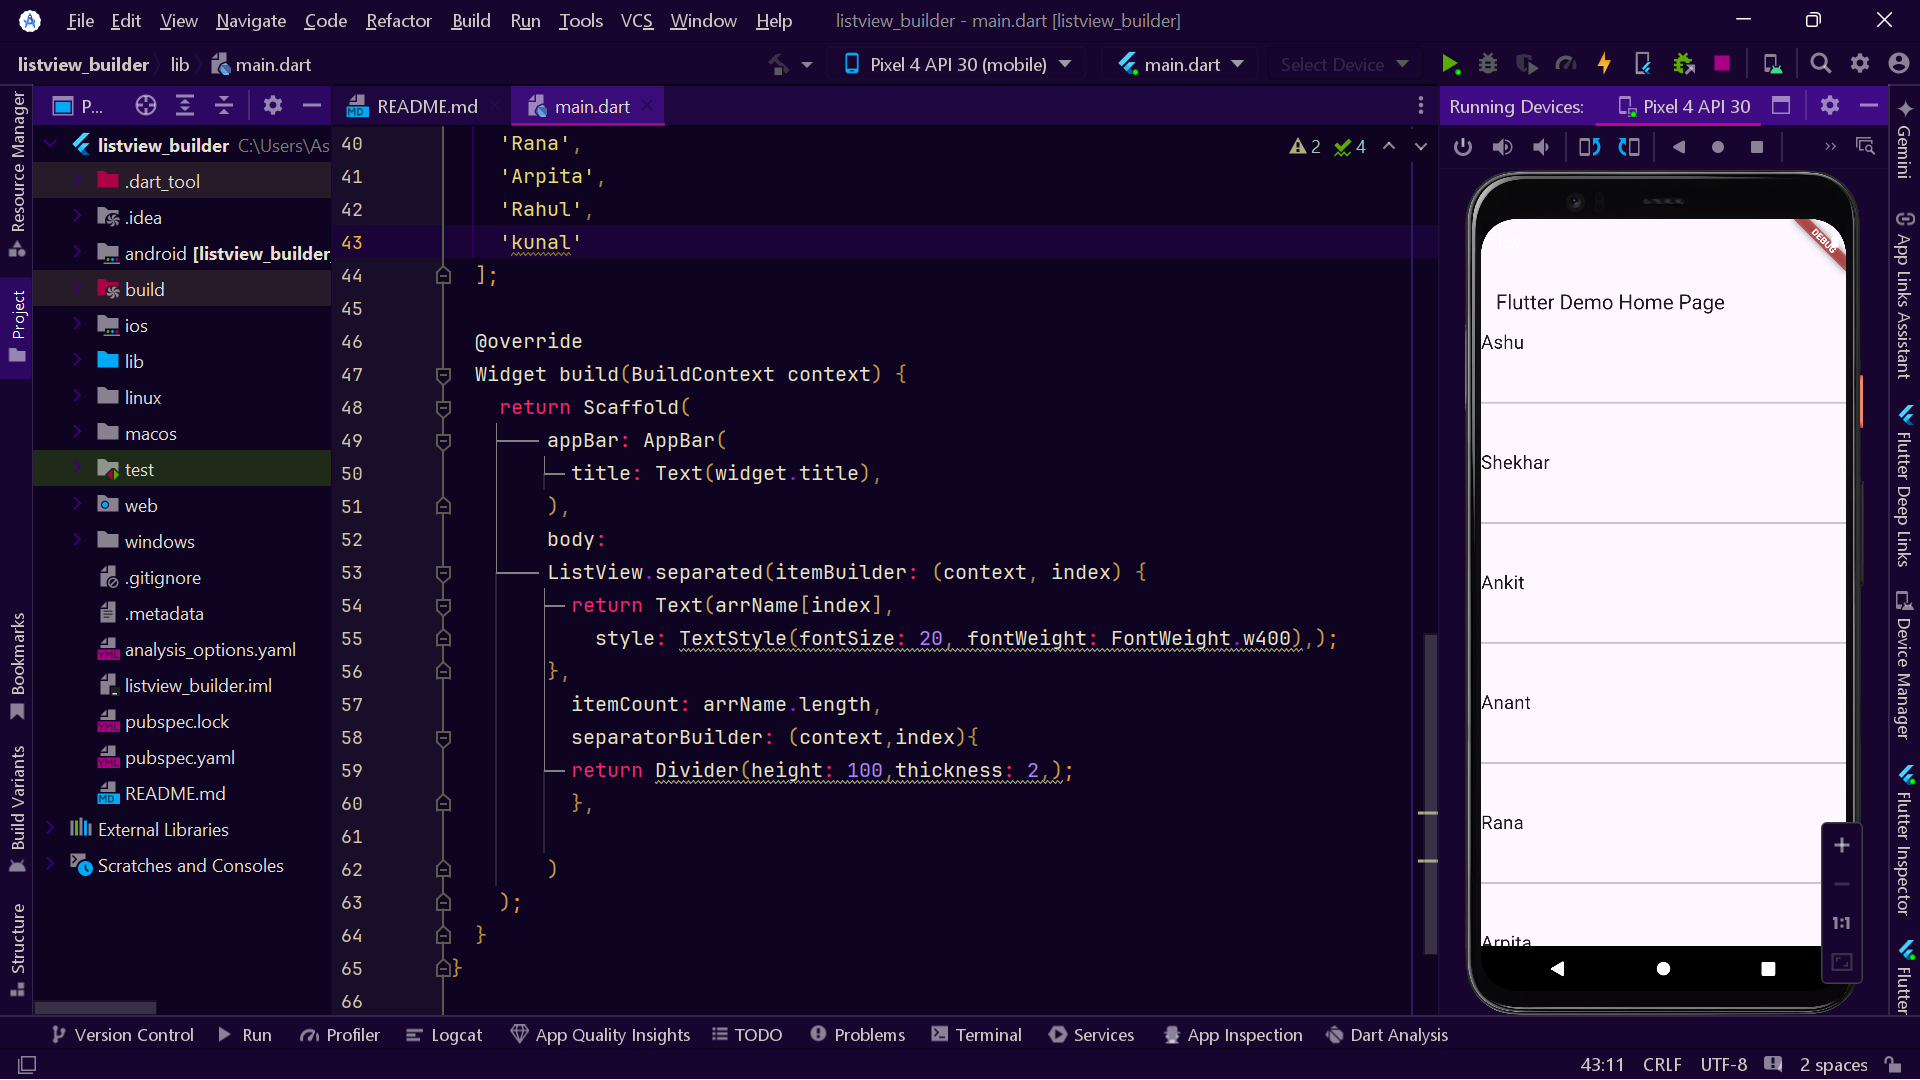 File Edit View Navigate Code Refactor Build Run Tools VCS Window Help listview_builder - main.dart [listview_builder]
listview_builder lib main.dart Pixel 4 API 30 (mobile) main.dart Select Device
P... README.md main.dart Running Devices: Pixel 4 API 30
Resource Manager
Project
Bookmarks
Build Variants
Structure
listview_builder C:\Users\As
.dart_tool
.idea
android [listview_builder_
build
ios
lib
linux
macos
test
web
windows
.gitignore
.metadata
analysis_options.yaml
listview_builder.iml
pubspec.lock
pubspec.yaml
README.md
External Libraries
Scratches and Consoles
2 4
40 'Rana',
41 'Arpita',
42 'Rahul',
43 'kunal'
44 ];
45
46 @override
47 Widget build(BuildContext context) {
48 return Scaffold(
49 appBar: AppBar(
50 title: Text(widget.title),
51 ),
52 body:
53 ListView.separated(itemBuilder: (context, index) {
54 return Text(arrName[index],
55 style: TextStyle(fontSize: 20, fontWeight: FontWeight.w400),);
56 },
57 itemCount: arrName.length,
58 separatorBuilder: (context,index){
59 return Divider(height: 100,thickness: 2,);
60 },
61
62 )
63 );
64 }
65 }
66
DEBUG
Flutter Demo Home Page
Ashu
Shekhar
Ankit
Anant
Rana
Arpita
1:1
Gemini
App Links Assistant
Flutter Deep Links
Device Manager
Flutter Inspector
Flutter
Version Control Run Profiler Logcat App Quality Insights TODO Problems Terminal Services App Inspection Dart Analysis
43:11 CRLF UTF-8 2 spaces